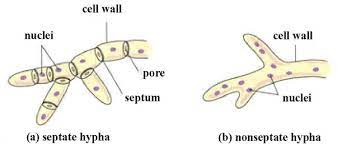 cell wall
nuclei
pore
septum
(a) septate hypha
cell wall
nuclei
(b) nonseptate hypha